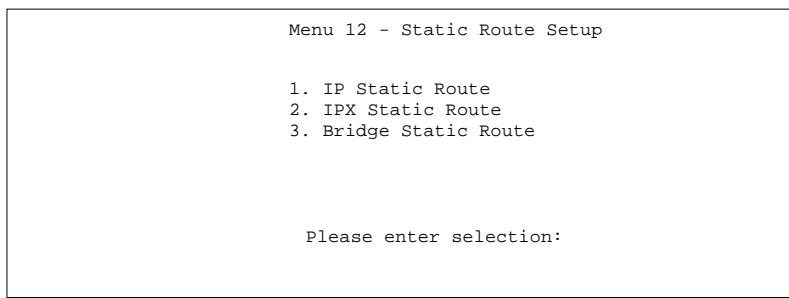 Menu 12 - Static Route Setup
1. IP Static Route
2. IPX Static Route
3. Bridge Static Route
Please enter selection: